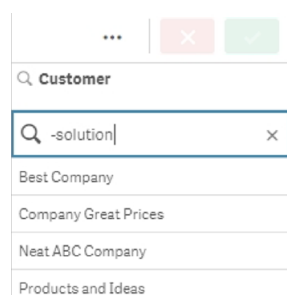 ...
Customer
-solution
Best Company
Company Great Prices
Neat ABC Company
Products and Ideas